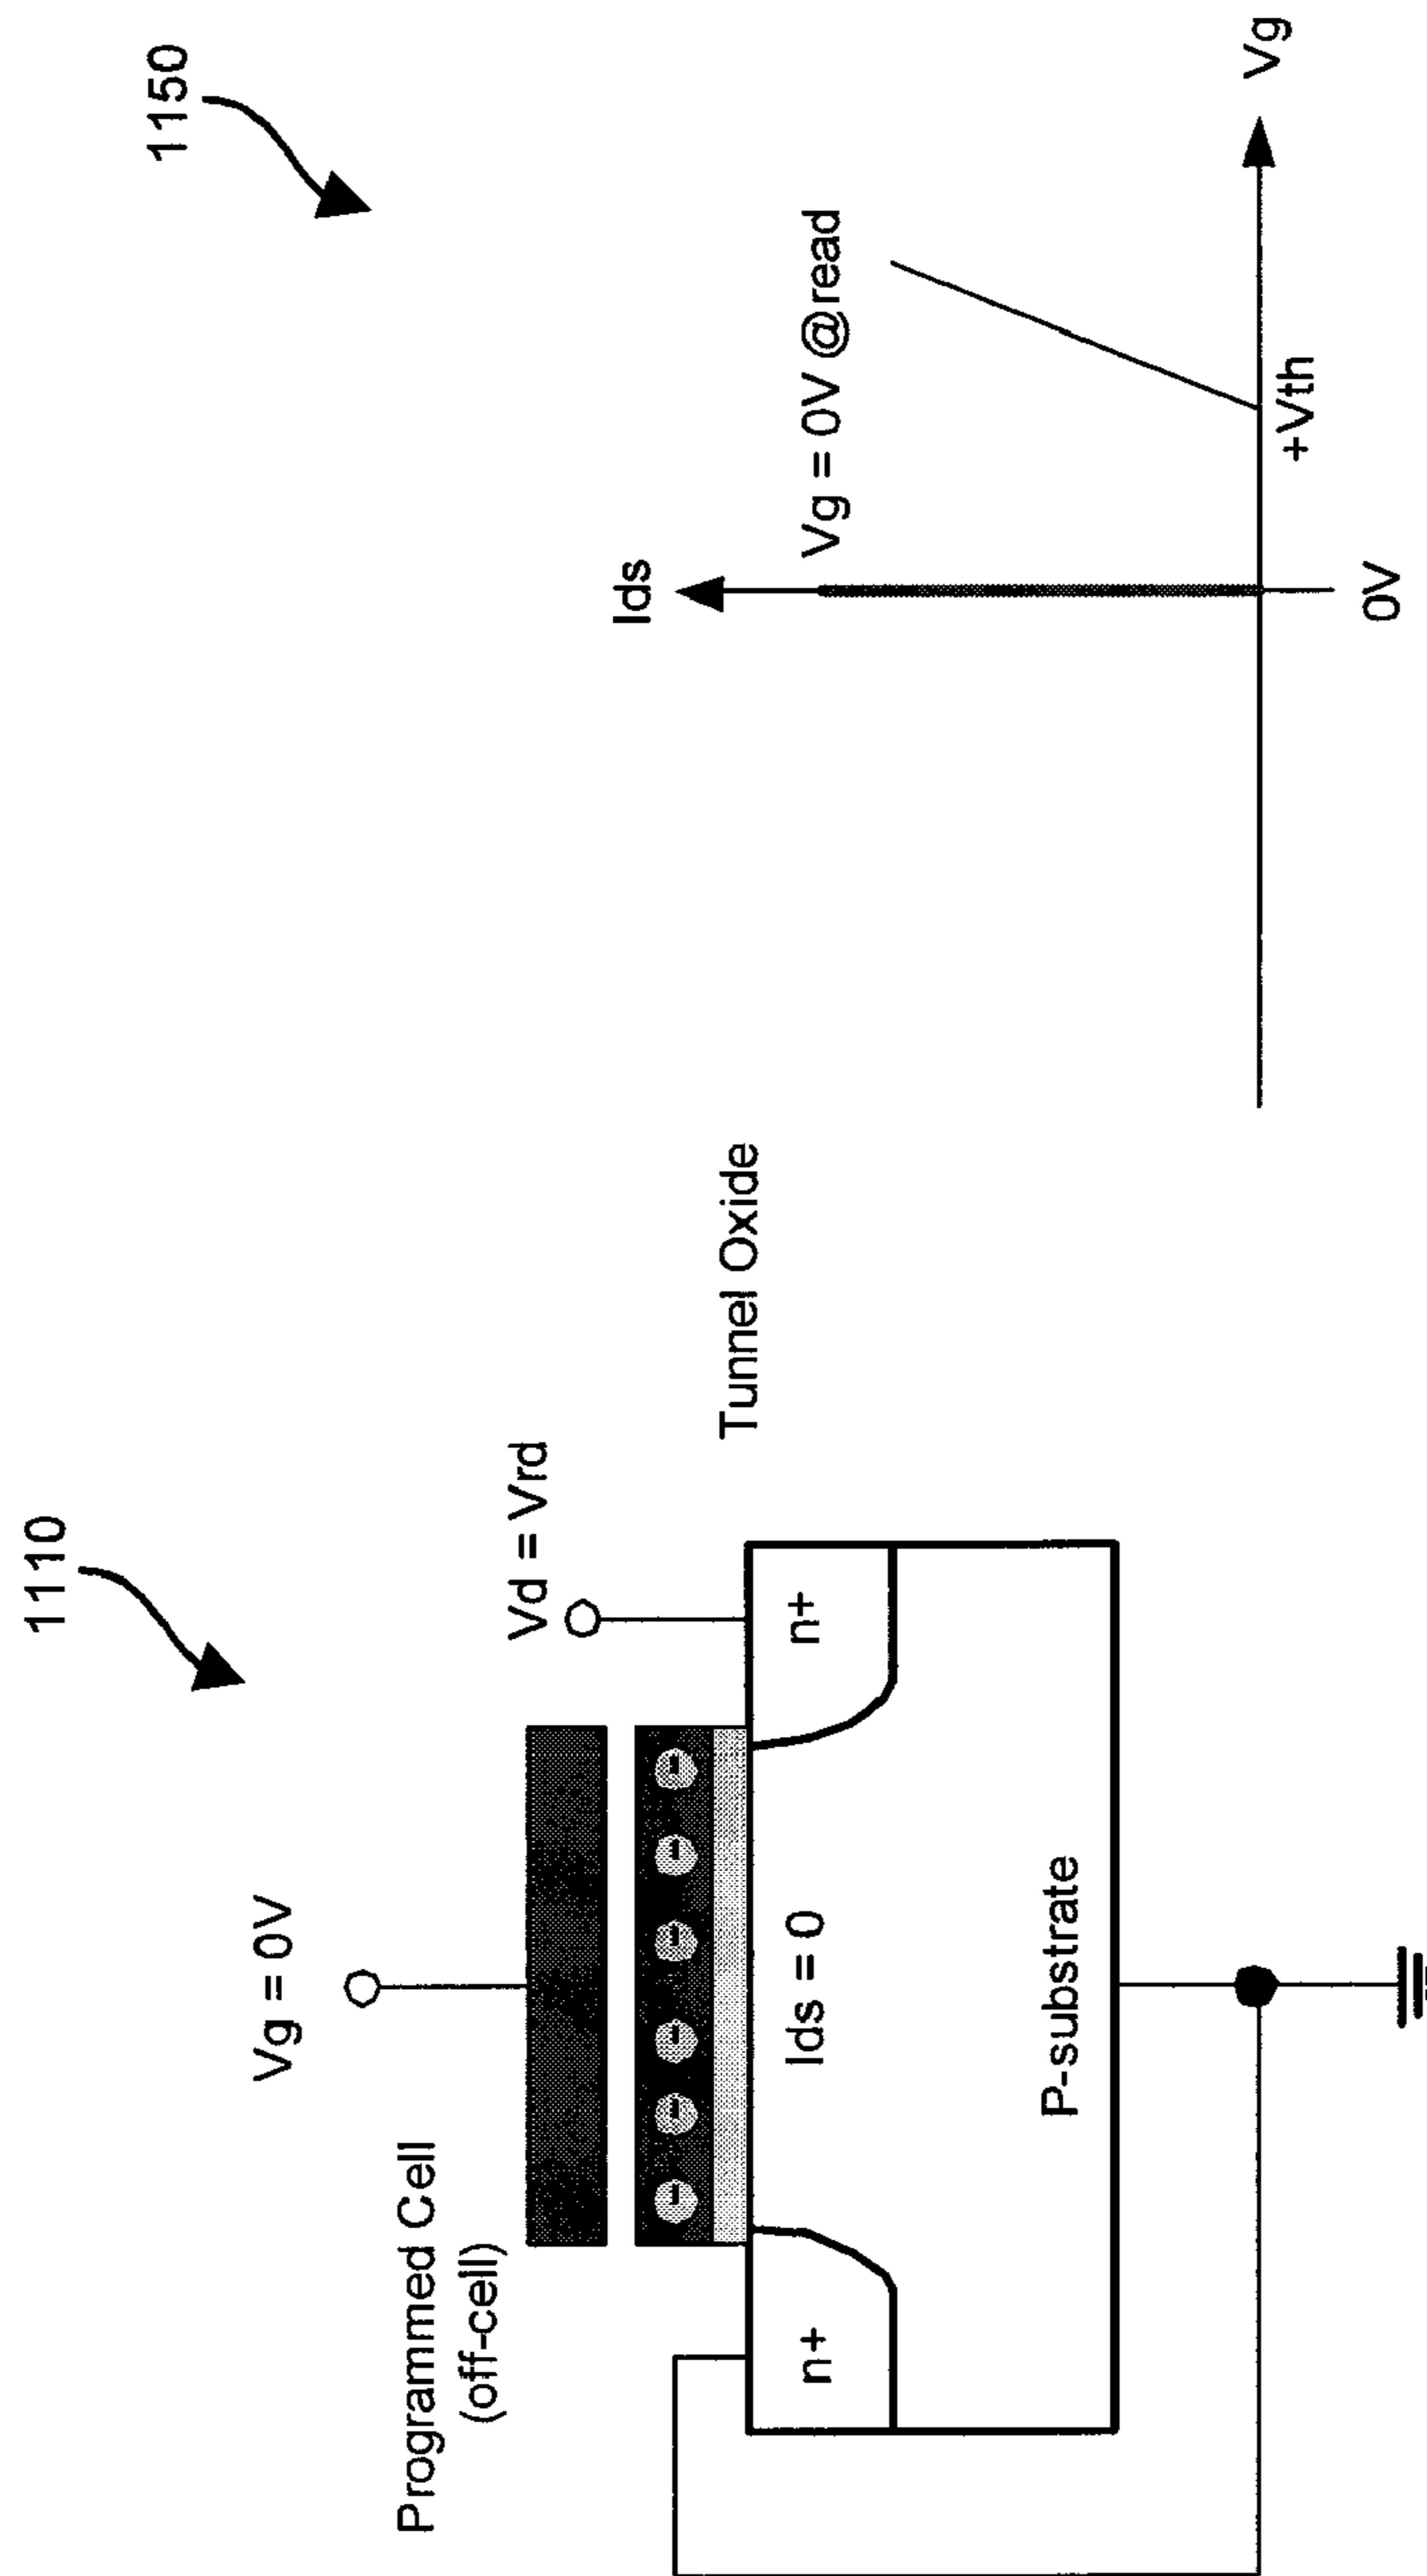 1110
Vg = 0V
Programmed Cell
(off-cell)
Vd = Vrd
Tunnel Oxide
n+
Ids = 0
n+
P-substrate
-
-
-
-
-
-
1150
Ids
Vg = 0V @read
Vg
+Vth
0V